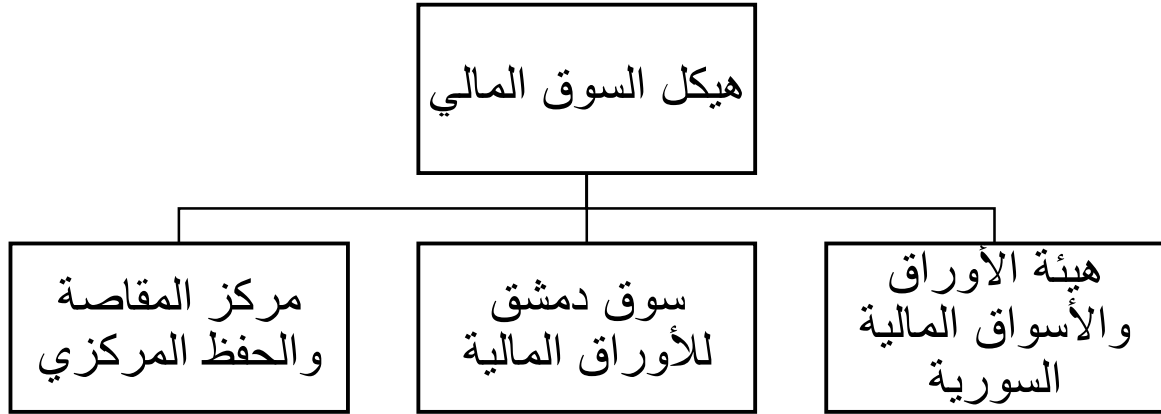 هيكل السوق المالي
هيئة الأوراق
والأسواق المالية
السورية
سوق دمشق
للأوراق المالية
مركز المقاصة
والحفظ المركزي